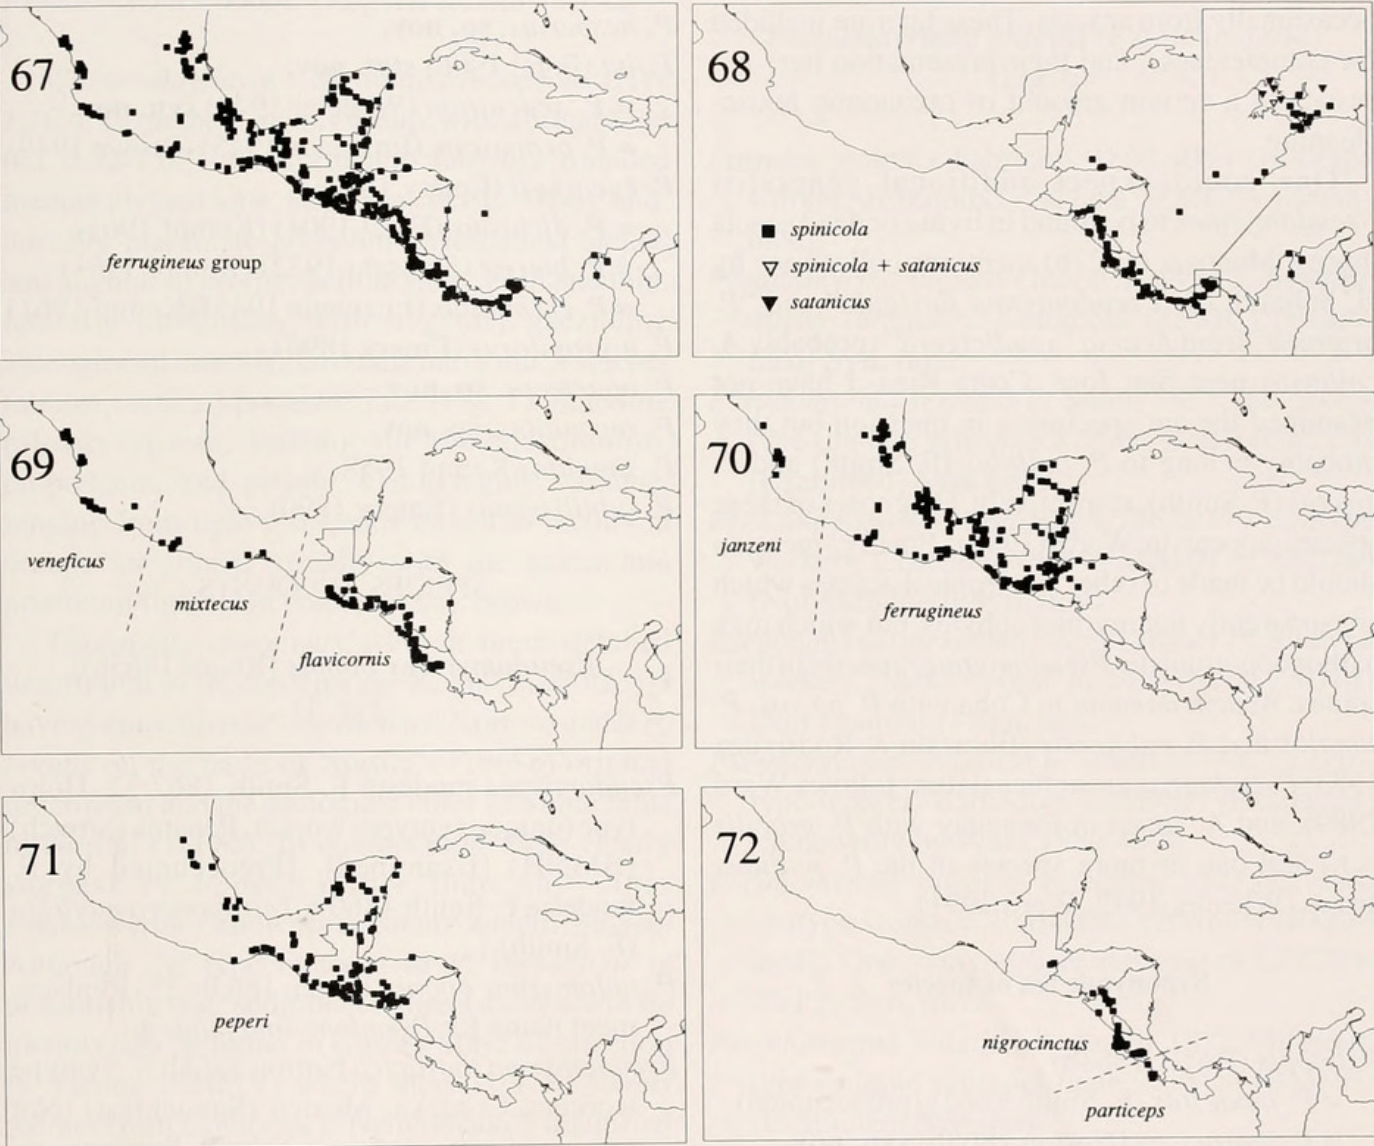 67
ferrugineus group
68
spinicola
spinicola + satanicus
satanicus
69
veneficus
mixtecus
flavicornis
70
janzeni
ferrugineus
71
peperi
72
nigrocinctus
particeps